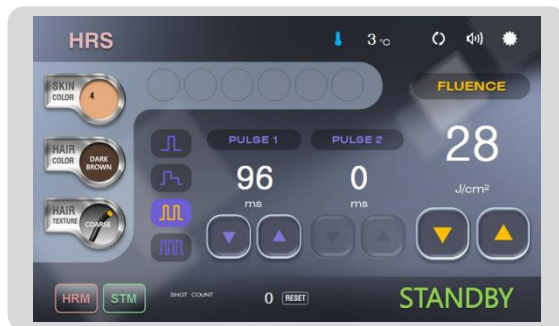 HRS
3 °C
SKIN
COLOR
4
FLUENCE
HAIR
COLOR
DARK
BROWN
PULSE 1
PULSE 2
28
96
0
J/cm²
ms
ms
HAIR
TEXTURE
COARSE
HRM
STM
SHOT COUNT
0
RESET
STANDBY